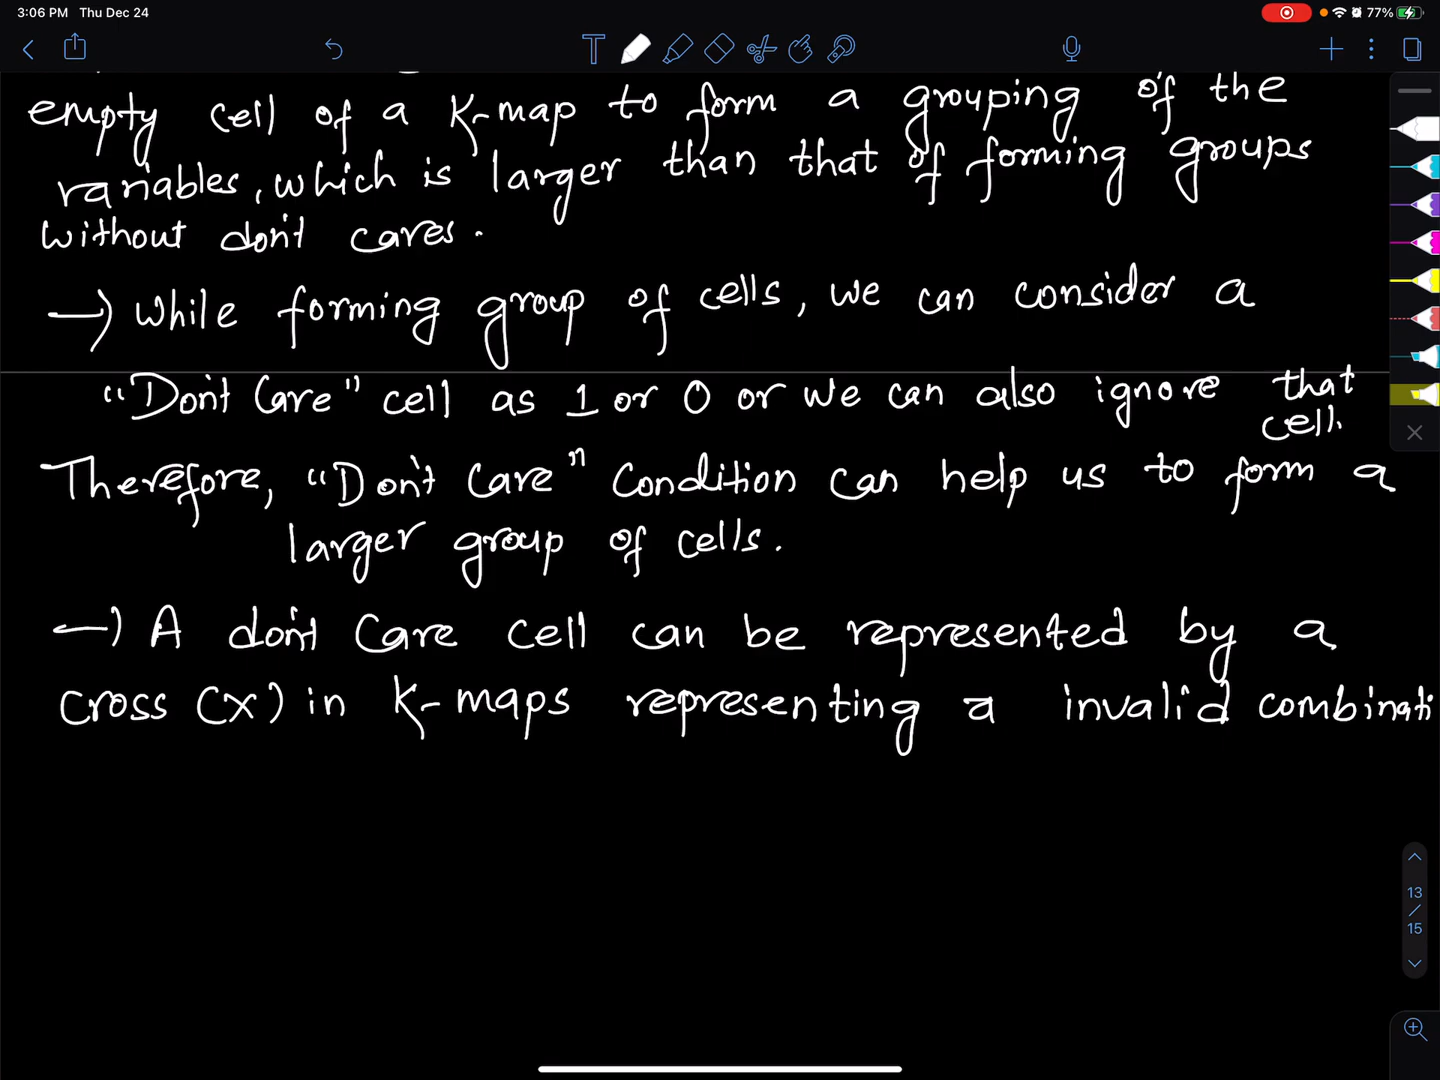 3:06 PM Thu Dec 24
77%
empty cell of a K-map to form a grouping of the
variables, which is larger than that of forming groups
without don't cares.
→ While forming group of cells, we can consider a
"Don't Care" cell as 1 or 0 or we can also ignore that
cell.
Therefore, "Don't Care" Condition can help us to form a
larger group of cells.
→ A don't Care cell can be represented by a
cross (X) in K-maps representing a invalid combinati
13
/
15